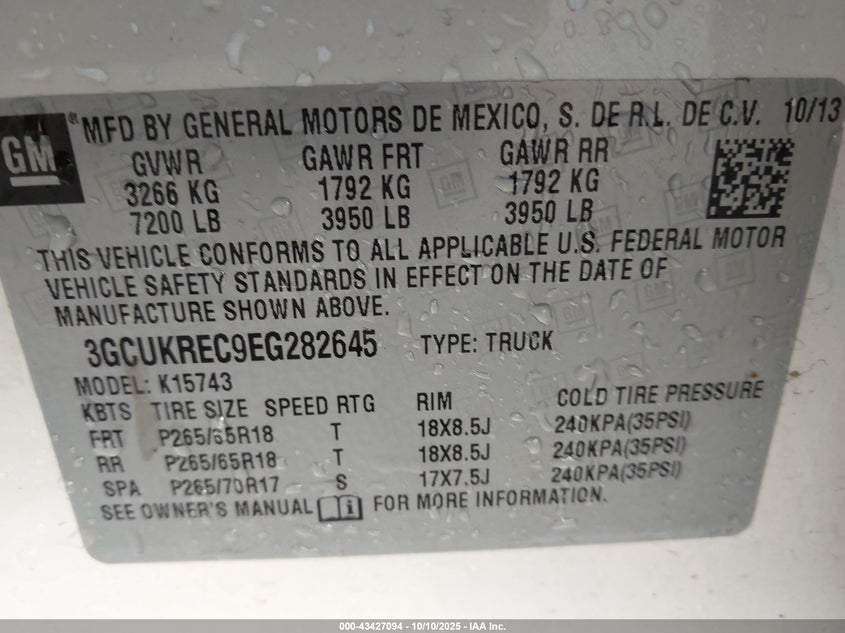 GM
® MFD BY GENERAL MOTORS DE MEXICO, S. DE R.L. DE C.V. 10/13
GVWR GAWR FRT GAWR RR
3266 KG 1792 KG 1792 KG
7200 LB 3950 LB 3950 LB
THIS VEHICLE CONFORMS TO ALL APPLICABLE U.S. FEDERAL MOTOR
VEHICLE SAFETY STANDARDS IN EFFECT ON THE DATE OF
MANUFACTURE SHOWN ABOVE.
3GCUKREC9EG282645 TYPE: TRUCK
MODEL: K15743
KBTS TIRE SIZE SPEED RTG RIM COLD TIRE PRESSURE
FRT P265/65R18 T 18X8.5J 240KPA(35PSI)
RR P265/65R18 T 18X8.5J 240KPA(35PSI)
SPA P265/70R17 S 17X7.5J 240KPA(35PSI)
SEE OWNER'S MANUAL FOR MORE INFORMATION.
000-43427094 - 10/10/2025 - IAA Inc.